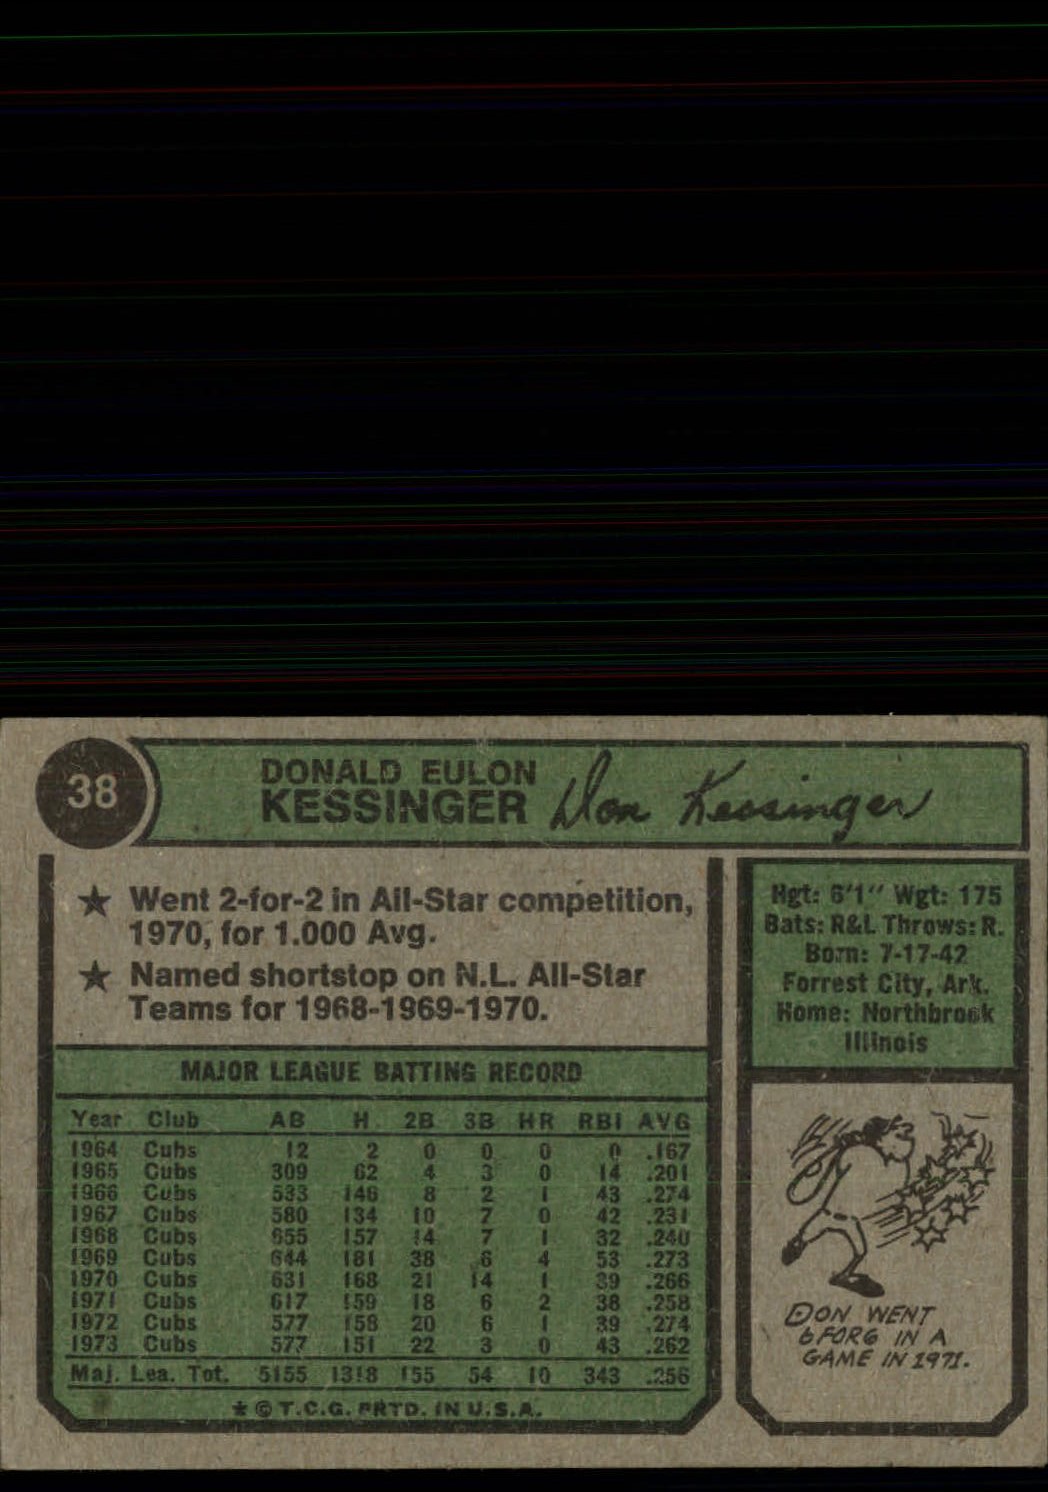 38
DONALD EULON
KESSINGER Don Kessinger
★ Went 2-for-2 in All-Star competition,
1970, for 1.000 Avg.
★ Named shortstop on N.L. All-Star
Teams for 1968-1969-1970.
Hgt: 6'1" Wgt: 175
Bats: R&L Throws: R.
Born: 7-17-42
Forrest City, Ark.
Home: Northbrook
Illinois
MAJOR LEAGUE BATTING RECORD
Year Club AB H 2B 3B HR RBI AVG
1964 Cubs 12 2 0 0 0 0 .167
1965 Cubs 309 62 4 3 0 14 .201
1966 Cubs 533 146 8 2 1 43 .274
1967 Cubs 580 134 10 7 0 42 .231
1968 Cubs 655 157 14 7 1 32 .240
1969 Cubs 644 181 38 6 4 53 .273
1970 Cubs 631 168 21 14 1 39 .266
1971 Cubs 617 159 18 6 2 38 .258
1972 Cubs 577 158 20 6 1 39 .274
1973 Cubs 577 151 22 3 0 43 .262
Maj. Lea. Tot. 5155 1318 155 54 10 343 .256
★ © T.C.G. PRTD. IN U.S.A.
DON WENT
6 FOR 6 IN A
GAME IN 1971.